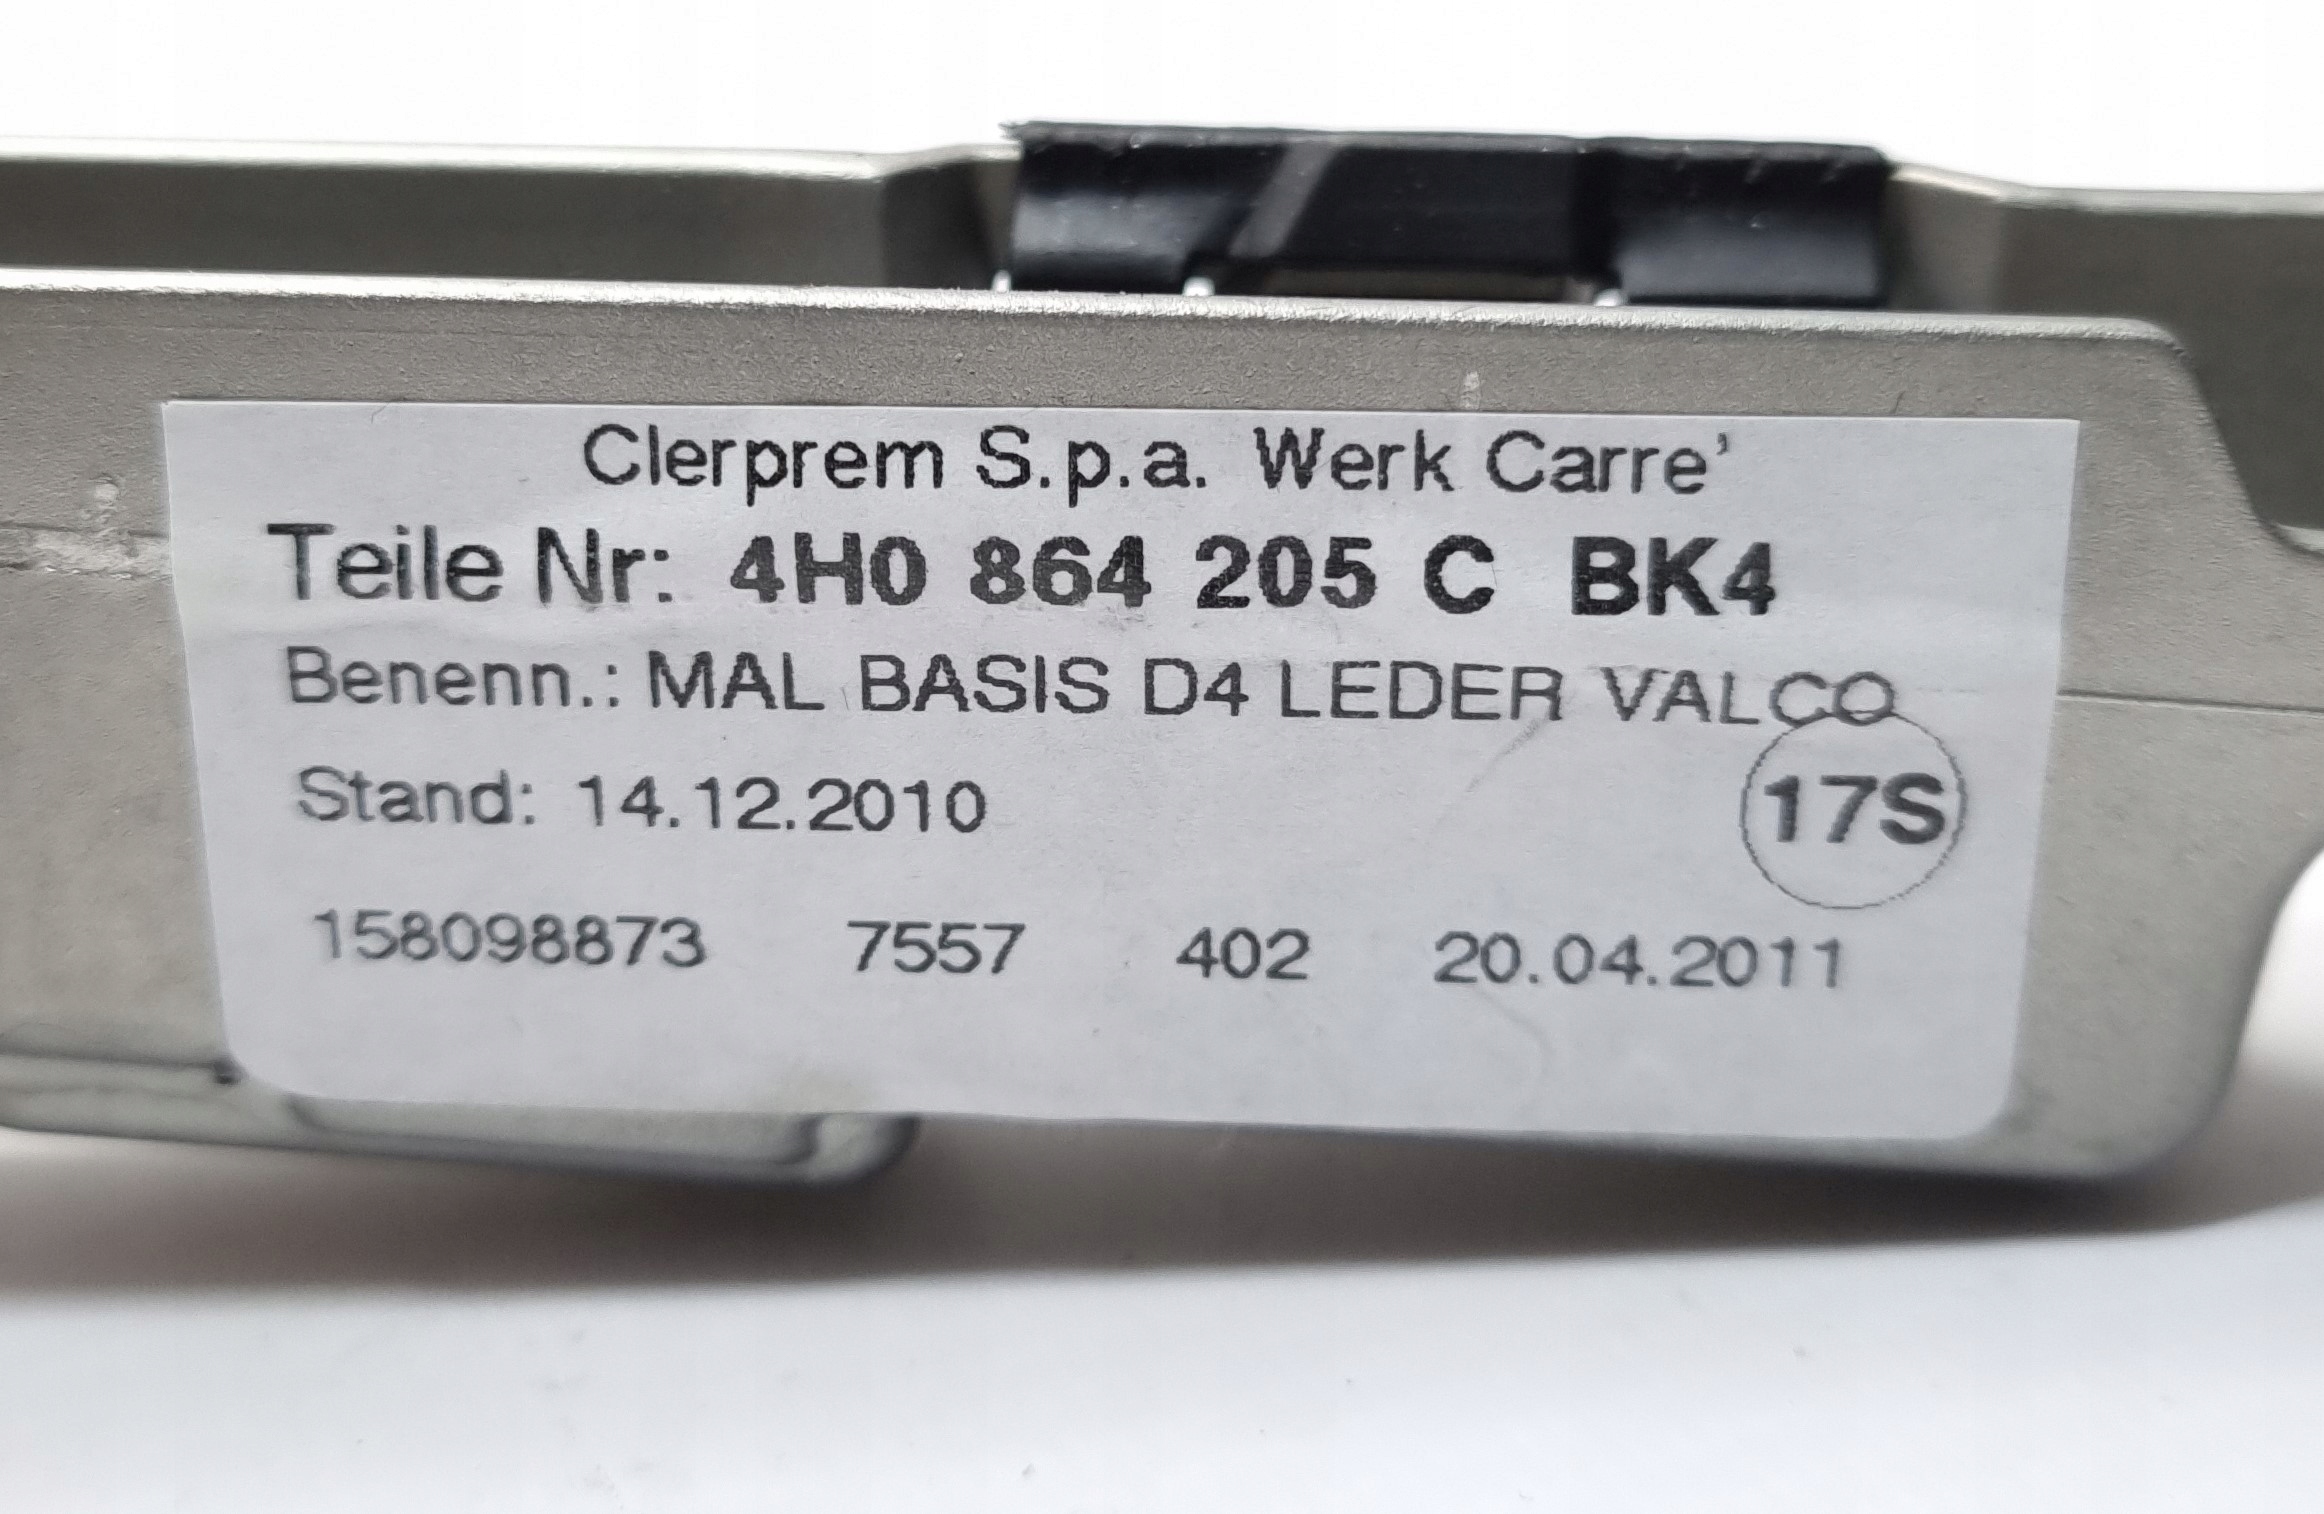 Clerprem S.p.a. Werk Carre'
Teile Nr: 4H0 864 205 C BK4
Benenn.: MAL BASIS D4 LEDER VALCO
Stand: 14.12.2010
17S
158098873 7557 402 20.04.2011